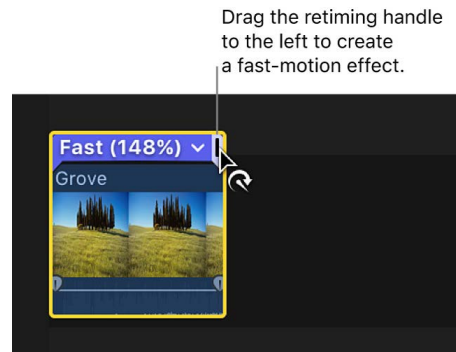 Drag the retiming handle
to the left to create
a fast-motion effect.
Fast (148%)
Grove